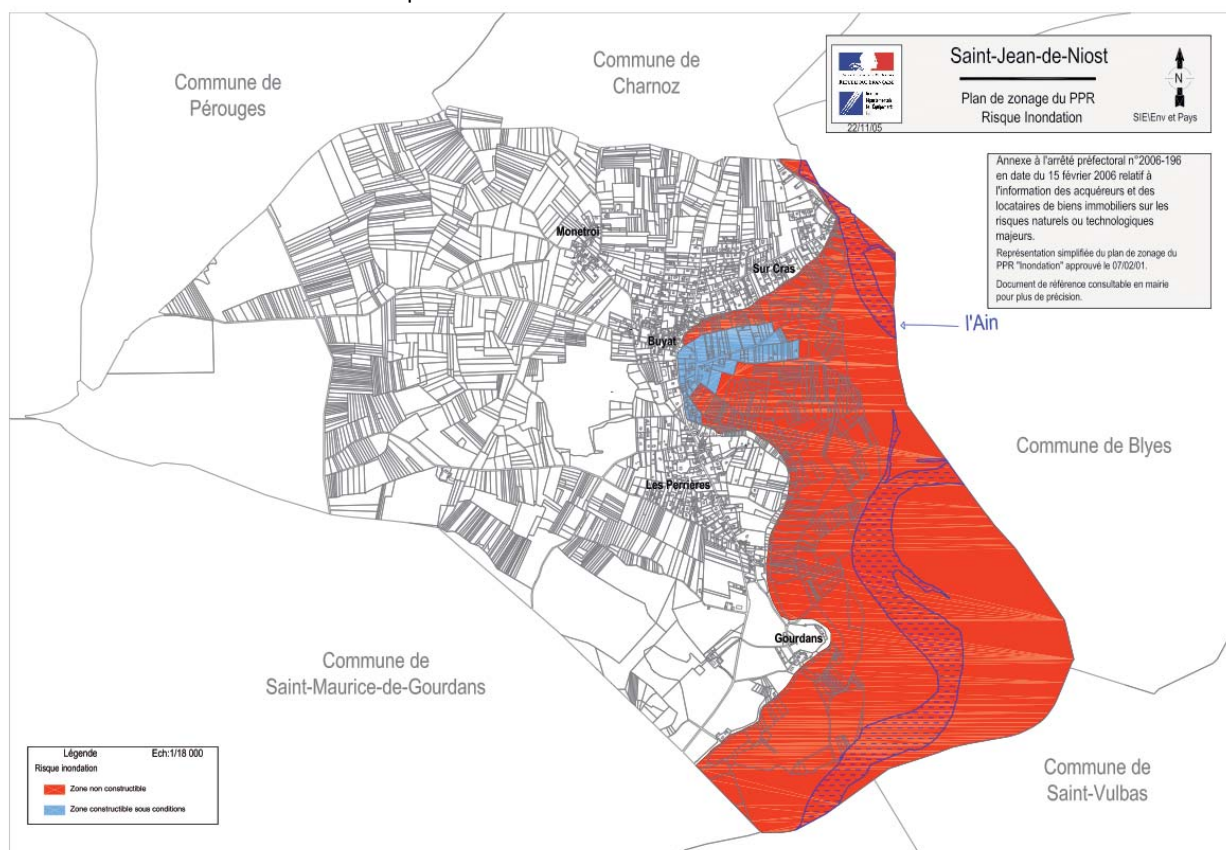 Commune de
Pérouges
Commune de
Charnoz
Saint-Jean-de-Niost
Plan de zonage du PPR
Risque Inondation
22/11/05
N
SIE\Env et Pays
Annexe à l'arrêté préfectoral n°2006-196
en date du 15 février 2006 relatif à
l'information des acquéreurs et des
locataires de biens immobiliers sur les
risques naturels ou technologiques
majeurs.
Représentation simplifiée du plan de zonage du
PPR "Inondation" approuvé le 07/02/01.
Document de référence consultable en mairie
pour plus de précision.
Monetroi
Sur Cras
l'Ain
Buyat
Commune de Blyes
Les Perrières
Gourdans
Commune de
Saint-Maurice-de-Gourdans
Commune de
Saint-Vulbas
Légende Ech:1/18 000
Risque inondation
Zone non constructible
Zone constructible sous conditions